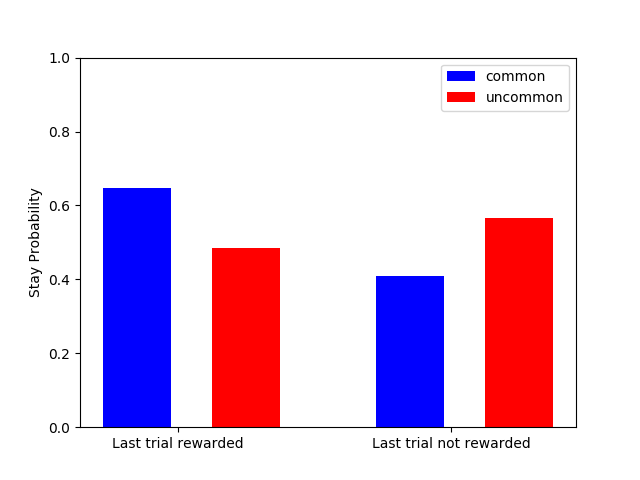 common
uncommon
Stay Probability
1.0
0.8
0.6
0.4
0.2
0.0
Last trial rewarded
Last trial not rewarded